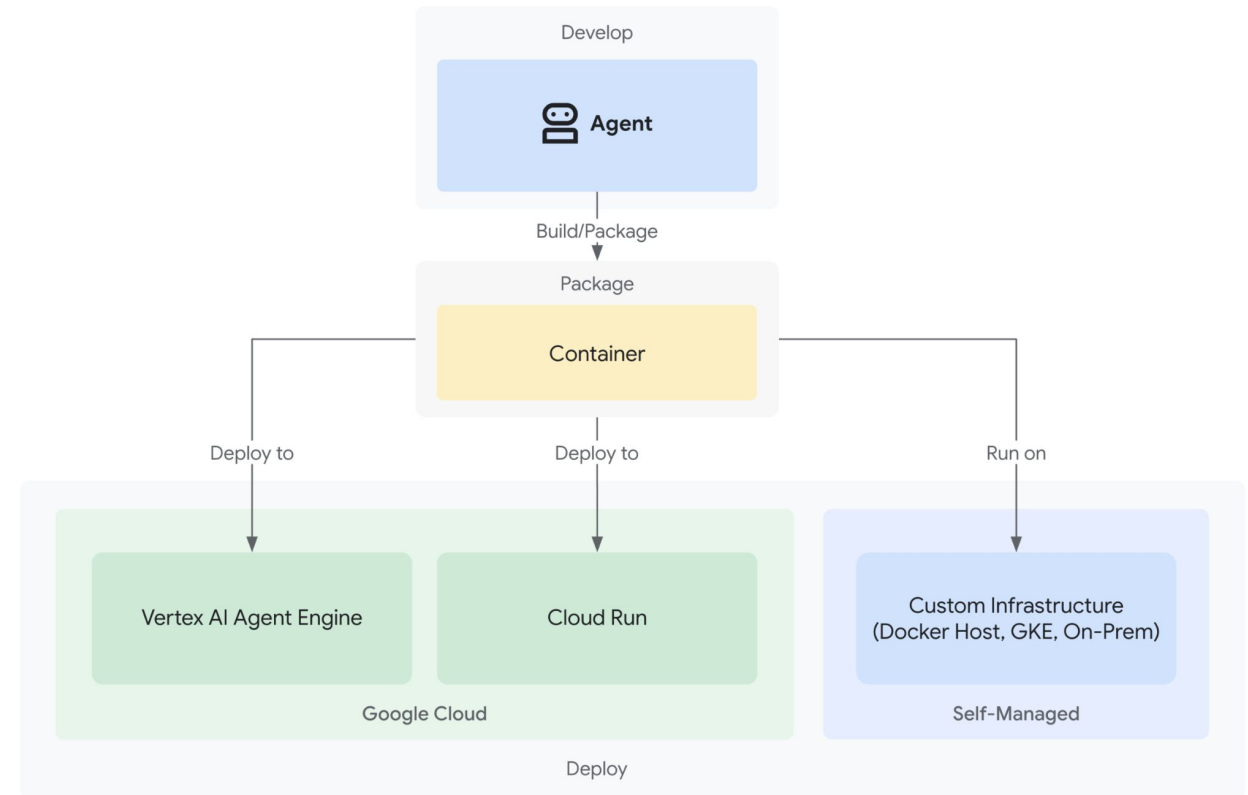 Develop
Agent
Build/Package
Package
Container
Deploy to
Deploy to
Run on
Vertex AI Agent Engine
Cloud Run
Custom Infrastructure
(Docker Host, GKE, On-Prem)
Google Cloud
Self-Managed
Deploy